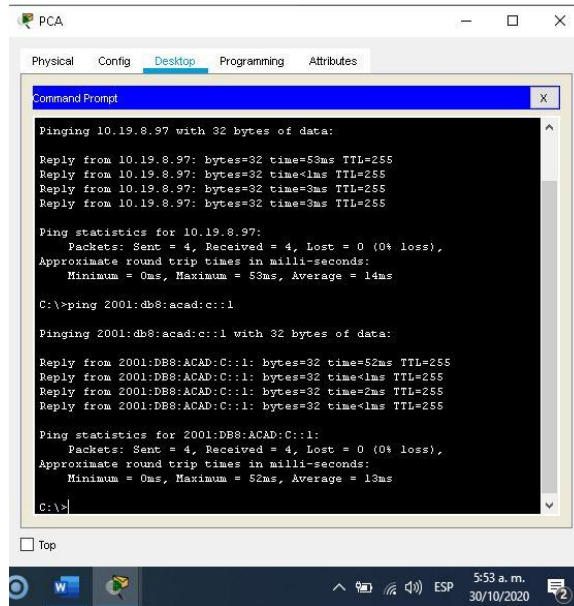 PCA
Physical Config Desktop Programming Attributes
Command Prompt X
Pinging 10.19.8.97 with 32 bytes of data:
Reply from 10.19.8.97: bytes=32 time=53ms TTL=255
Reply from 10.19.8.97: bytes=32 time<1ms TTL=255
Reply from 10.19.8.97: bytes=32 time=3ms TTL=255
Reply from 10.19.8.97: bytes=32 time=3ms TTL=255
Ping statistics for 10.19.8.97:
Packets: Sent = 4, Received = 4, Lost = 0 (0% loss),
Approximate round trip times in milli-seconds:
Minimum = 0ms, Maximum = 53ms, Average = 14ms
C:\>ping 2001:db8:acad:c::1
Pinging 2001:db8:acad:c::1 with 32 bytes of data:
Reply from 2001:DB8:ACAD:C::1: bytes=32 time=52ms TTL=255
Reply from 2001:DB8:ACAD:C::1: bytes=32 time<1ms TTL=255
Reply from 2001:DB8:ACAD:C::1: bytes=32 time=2ms TTL=255
Reply from 2001:DB8:ACAD:C::1: bytes=32 time<1ms TTL=255
Ping statistics for 2001:DB8:ACAD:C::1:
Packets: Sent = 4, Received = 4, Lost = 0 (0% loss),
Approximate round trip times in milli-seconds:
Minimum = 0ms, Maximum = 52ms, Average = 13ms
C:\>
Top
W
ESP
5:53 a. m.
30/10/2020
2